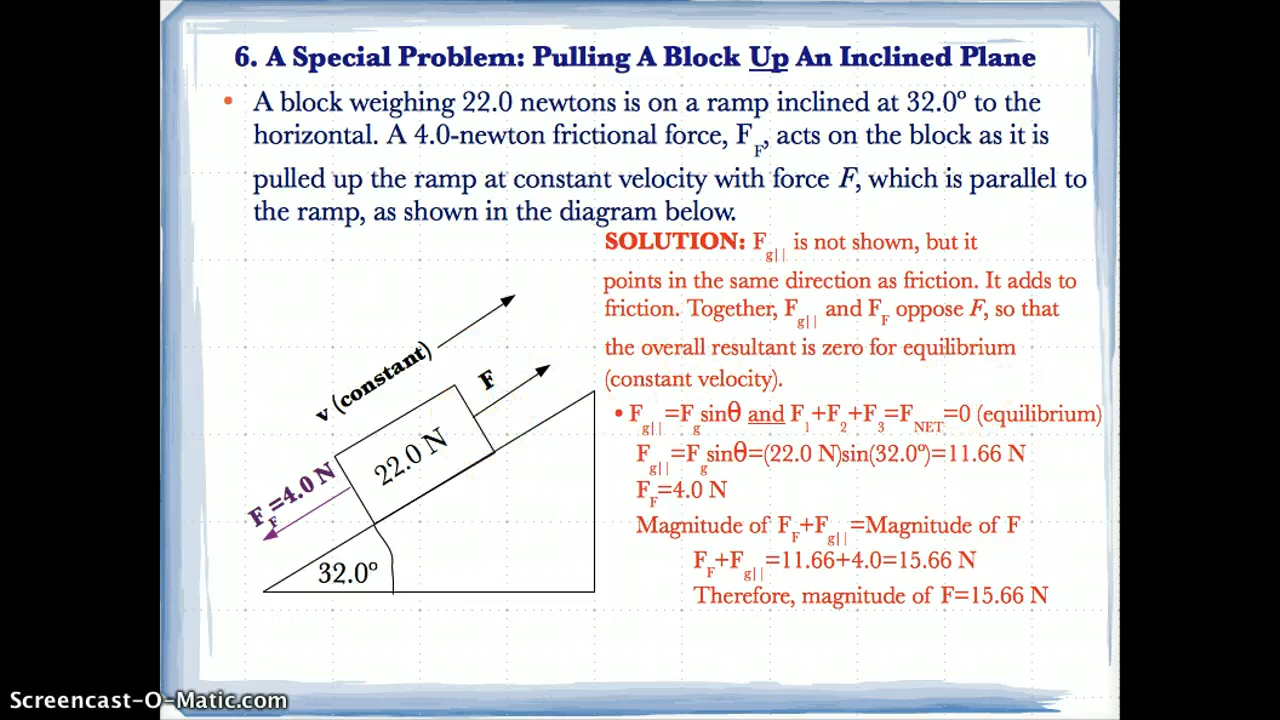 6. A Special Problem: Pulling A Block Up An Inclined Plane
• A block weighing 22.0 newtons is on a ramp inclined at 32.0º to the
horizontal. A 4.0-newton frictional force, FF, acts on the block as it is
pulled up the ramp at constant velocity with force F, which is parallel to
the ramp, as shown in the diagram below.
SOLUTION: Fg|| is not shown, but it
points in the same direction as friction. It adds to
friction. Together, Fg|| and FF oppose F, so that
the overall resultant is zero for equilibrium
(constant velocity).
• Fg||=Fgsinθ and F1+F2+F3=FNET=0 (equilibrium)
Fg||=Fgsinθ=(22.0 N)sin(32.0º)=11.66 N
FF=4.0 N
Magnitude of FF+Fg||=Magnitude of F
FF+Fg||=11.66+4.0=15.66 N
Therefore, magnitude of F=15.66 N
v (constant)
F
22.0 N
FF=4.0 N
32.0º
Screencast-O-Matic.com